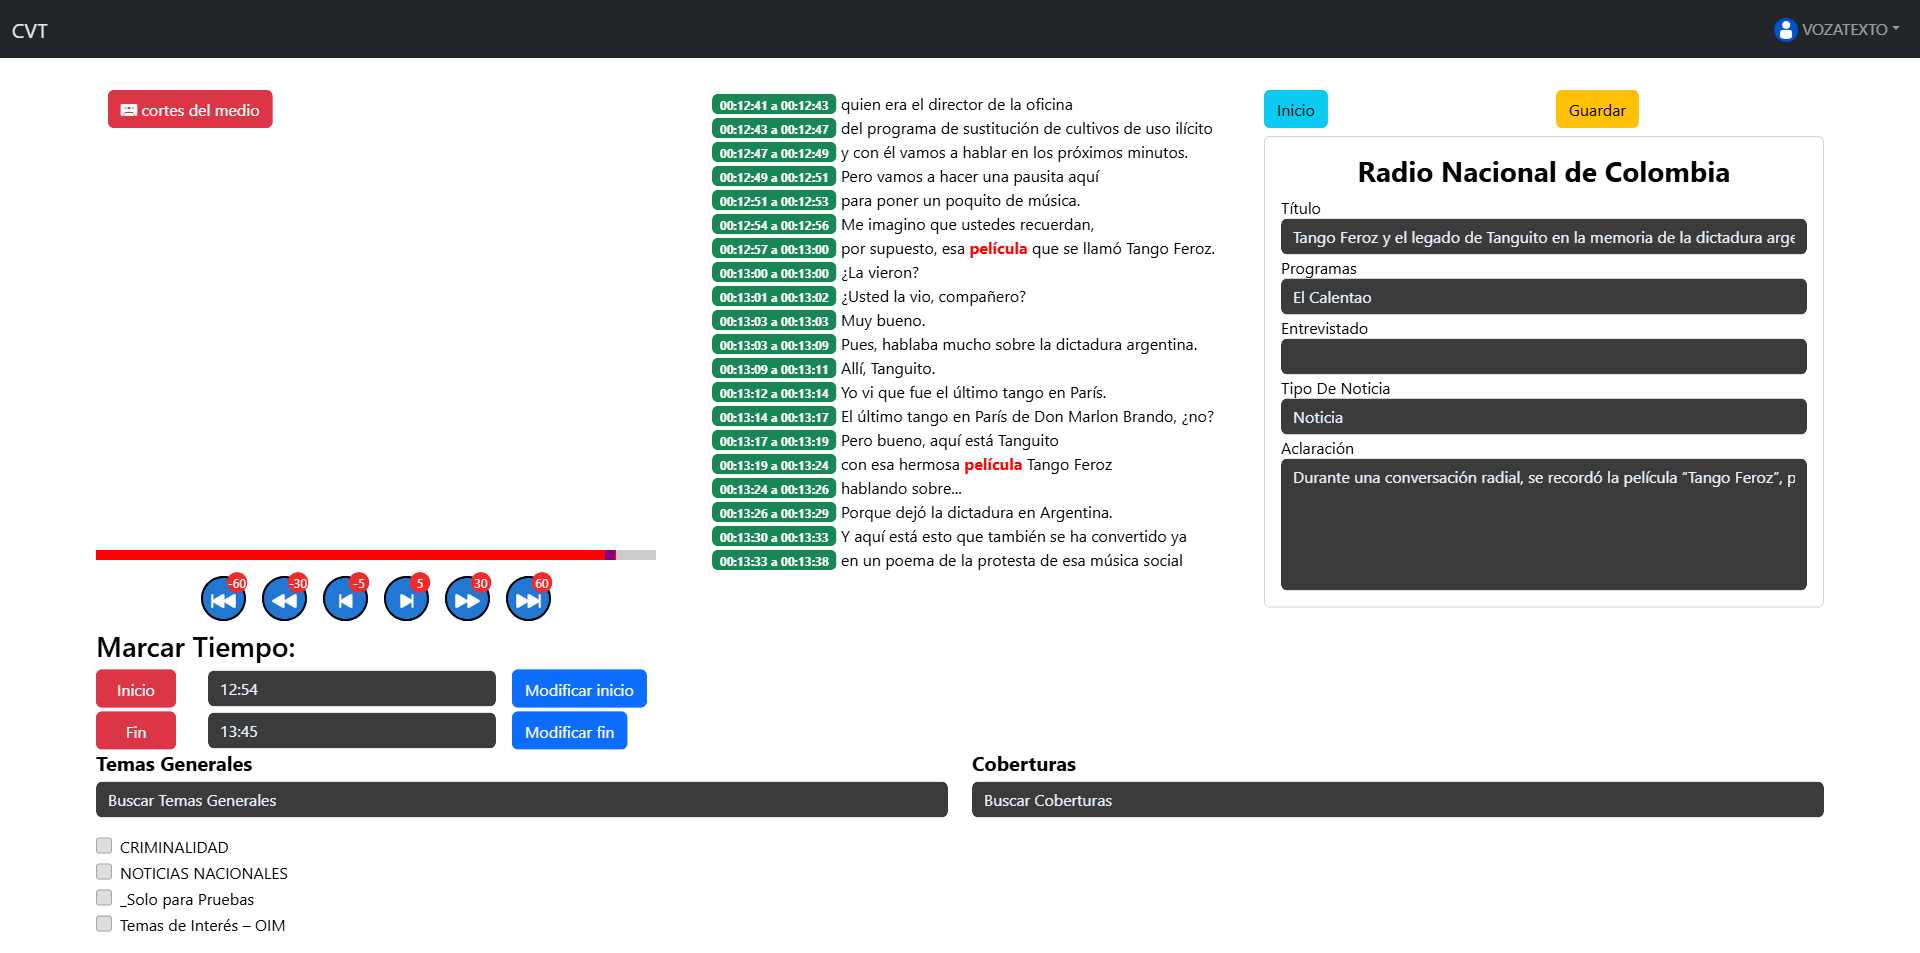 CVT
VOZATEXTO
cortes del medio
-60
-30
-5
5
30
60
Marcar Tiempo:
Inicio
12:54
Modificar inicio
Fin
13:45
Modificar fin
00:12:41 a 00:12:43 quien era el director de la oficina
00:12:43 a 00:12:47 del programa de sustitución de cultivos de uso ilícito
00:12:47 a 00:12:49 y con él vamos a hablar en los próximos minutos.
00:12:49 a 00:12:51 Pero vamos a hacer una pausita aquí
00:12:51 a 00:12:53 para poner un poquito de música.
00:12:54 a 00:12:56 Me imagino que ustedes recuerdan,
00:12:57 a 00:13:00 por supuesto, esa película que se llamó Tango Feroz.
00:13:00 a 00:13:00 ¿La vieron?
00:13:01 a 00:13:02 ¿Usted la vio, compañero?
00:13:03 a 00:13:03 Muy bueno.
00:13:03 a 00:13:09 Pues, hablaba mucho sobre la dictadura argentina.
00:13:09 a 00:13:11 Allí, Tanguito.
00:13:12 a 00:13:14 Yo vi que fue el último tango en París.
00:13:14 a 00:13:17 El último tango en París de Don Marlon Brando, ¿no?
00:13:17 a 00:13:19 Pero bueno, aquí está Tanguito
00:13:19 a 00:13:24 con esa hermosa película Tango Feroz
00:13:24 a 00:13:26 hablando sobre...
00:13:26 a 00:13:29 Porque dejó la dictadura en Argentina.
00:13:30 a 00:13:33 Y aquí está esto que también se ha convertido ya
00:13:33 a 00:13:38 en un poema de la protesta de esa música social
Inicio
Guardar
Radio Nacional de Colombia
Título
Tango Feroz y el legado de Tanguito en la memoria de la dictadura arge
Programas
El Calentao
Entrevistado
Tipo De Noticia
Noticia
Aclaración
Durante una conversación radial, se recordó la película “Tango Feroz”, p
Temas Generales
Buscar Temas Generales
CRIMINALIDAD
NOTICIAS NACIONALES
_Solo para Pruebas
Temas de Interés – OIM
Coberturas
Buscar Coberturas